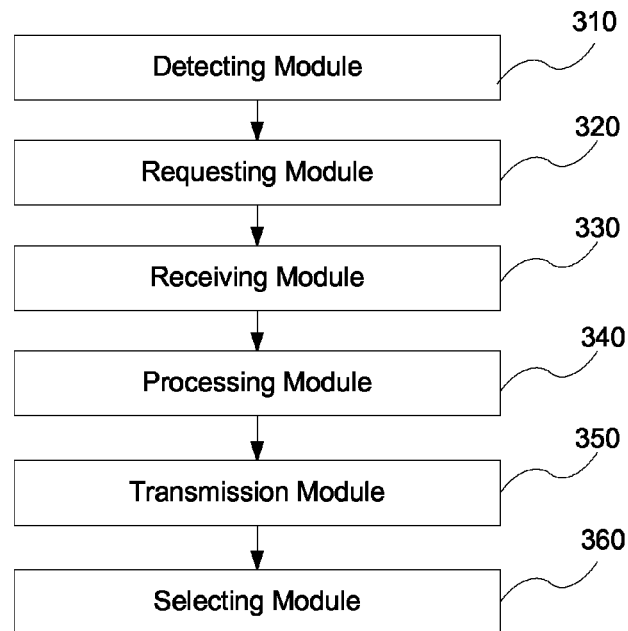 310
Detecting Module
320
Requesting Module
330
Receiving Module
340
Processing Module
350
Transmission Module
360
Selecting Module